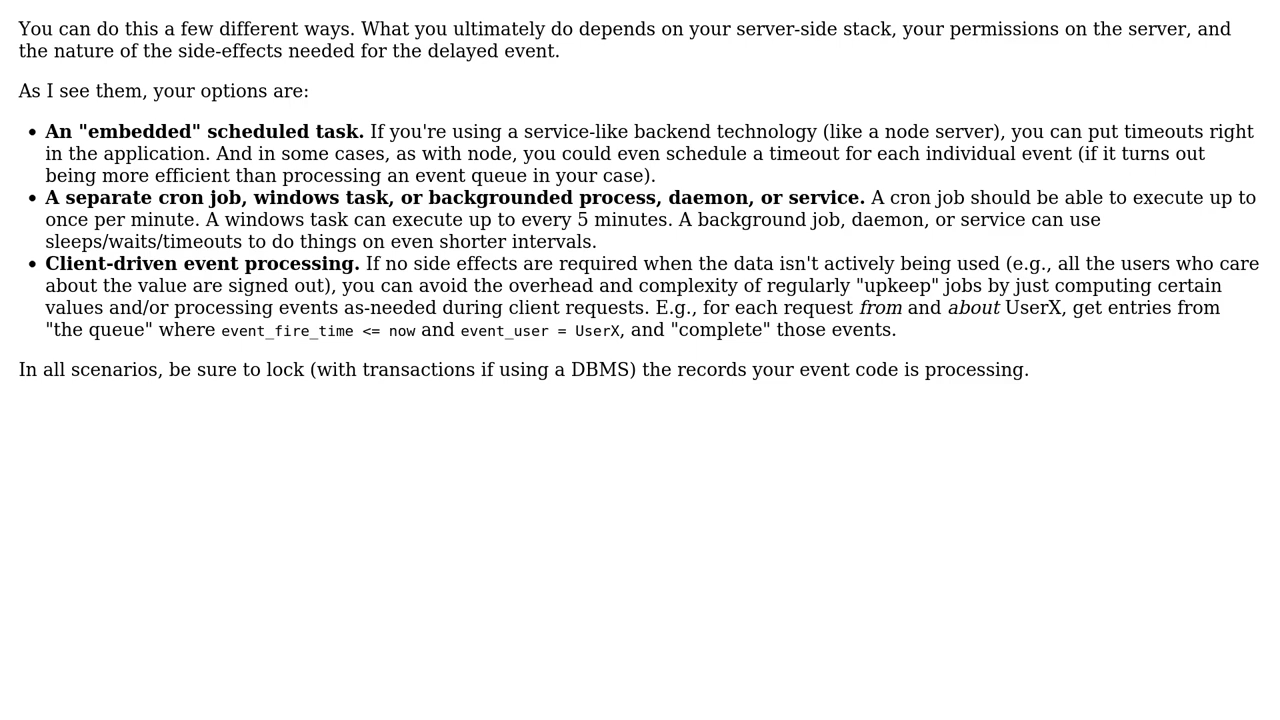 You can do this a few different ways. What you ultimately do depends on your server-side stack, your permissions on the server, and
the nature of the side-effects needed for the delayed event.
As I see them, your options are:
• An "embedded" scheduled task. If you're using a service-like backend technology (like a node server), you can put timeouts right
in the application. And in some cases, as with node, you could even schedule a timeout for each individual event (if it turns out
being more efficient than processing an event queue in your case).
• A separate cron job, windows task, or backgrounded process, daemon, or service. A cron job should be able to execute up to
once per minute. A windows task can execute up to every 5 minutes. A background job, daemon, or service can use
sleeps/waits/timeouts to do things on even shorter intervals.
• Client-driven event processing. If no side effects are required when the data isn't actively being used (e.g., all the users who care
about the value are signed out), you can avoid the overhead and complexity of regularly "upkeep" jobs by just computing certain
values and/or processing events as-needed during client requests. E.g., for each request from and about UserX, get entries from
"the queue" where event_fire_time <= now and event_user = UserX, and "complete" those events.
In all scenarios, be sure to lock (with transactions if using a DBMS) the records your event code is processing.